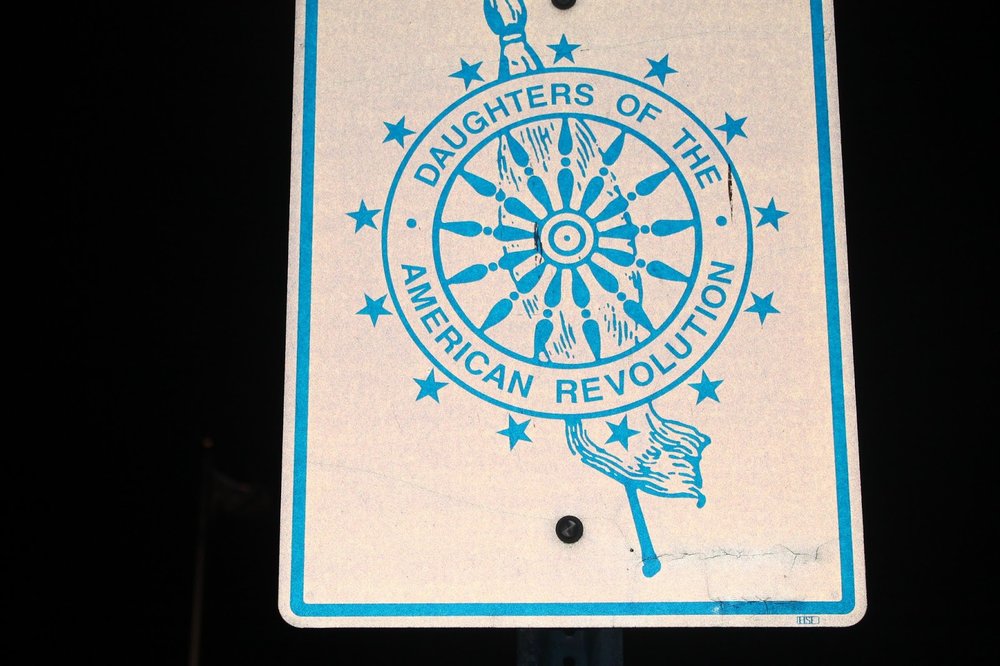 DAUGHTERS OF THE
AMERICAN REVOLUTION